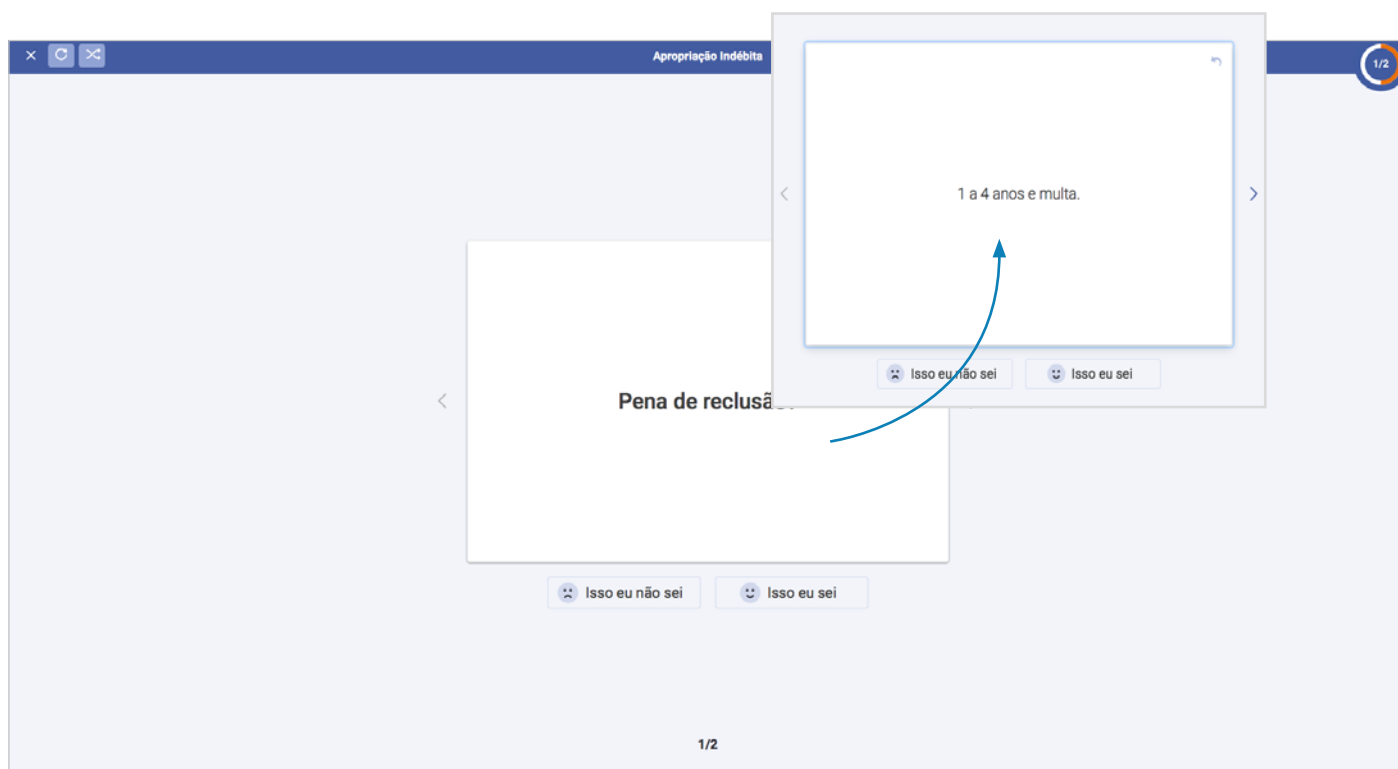 Apropriação Indébita
1/2
1 a 4 anos e multa.
Isso eu não sei
Isso eu sei
Pena de
Isso eu não sei
Isso eu sei
1/2